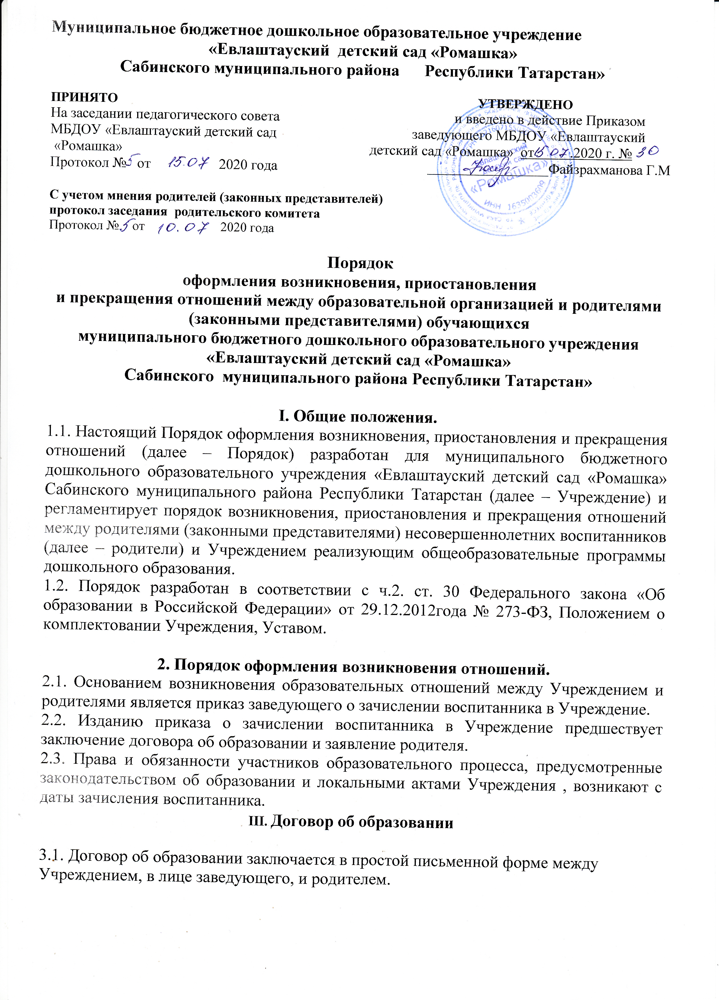 Муниципальное бюджетное дошкольное образовательное учреждение
«Евлаштауский детский сад «Ромашка»
Сабинского муниципального района Республики Татарстан»
ПРИНЯТО
На заседании педагогического совета
МБДОУ «Евлаштауский детский сад
«Ромашка»
Протокол №5 от 15.07 2020 года
УТВЕРЖДЕНО
и введено в действие Приказом
заведующего МБДОУ «Евлаштауский
детский сад «Ромашка» от 15 07.2020 г. № 30
Файзрахманова Г.М
Евлаштауский
детский сад
«Ромашка»
ИНН 1635003609
С учетом мнения родителей (законных представителей)
протокол заседания родительского комитета
Протокол №5 от 10.07 2020 года
Порядок
оформления возникновения, приостановления
и прекращения отношений между образовательной организацией и родителями
(законными представителями) обучающихся
муниципального бюджетного дошкольного образовательного учреждения
«Евлаштауский детский сад «Ромашка»
Сабинского муниципального района Республики Татарстан»
I. Общие положения.
1.1. Настоящий Порядок оформления возникновения, приостановления и прекращения
отношений (далее – Порядок) разработан для муниципального бюджетного
дошкольного образовательного учреждения «Евлаштауский детский сад «Ромашка»
Сабинского муниципального района Республики Татарстан (далее – Учреждение) и
регламентирует порядок возникновения, приостановления и прекращения отношений
между родителями (законными представителями) несовершеннолетних воспитанников
(далее – родители) и Учреждением реализующим общеобразовательные программы
дошкольного образования.
1.2. Порядок разработан в соответствии с ч.2. ст. 30 Федерального закона «Об
образовании в Российской Федерации» от 29.12.2012года № 273-ФЗ, Положением о
комплектовании Учреждения, Уставом.
2. Порядок оформления возникновения отношений.
2.1. Основанием возникновения образовательных отношений между Учреждением и
родителями является приказ заведующего о зачислении воспитанника в Учреждение.
2.2. Изданию приказа о зачислении воспитанника в Учреждение предшествует
заключение договора об образовании и заявление родителя.
2.3. Права и обязанности участников образовательного процесса, предусмотренные
законодательством об образовании и локальными актами Учреждения , возникают с
даты зачисления воспитанника.
III. Договор об образовании
3.1. Договор об образовании заключается в простой письменной форме между
Учреждением, в лице заведующего, и родителем.